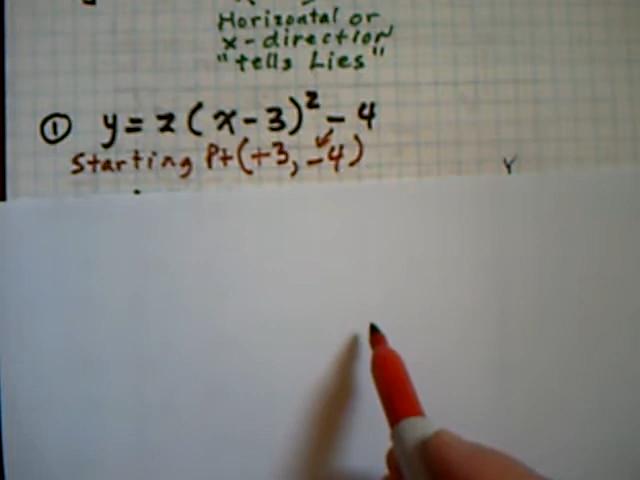 Horizontal or
x-direction
"tells Lies"
① y = 2(x-3)² - 4
Starting Pt(+3, -4)
Y